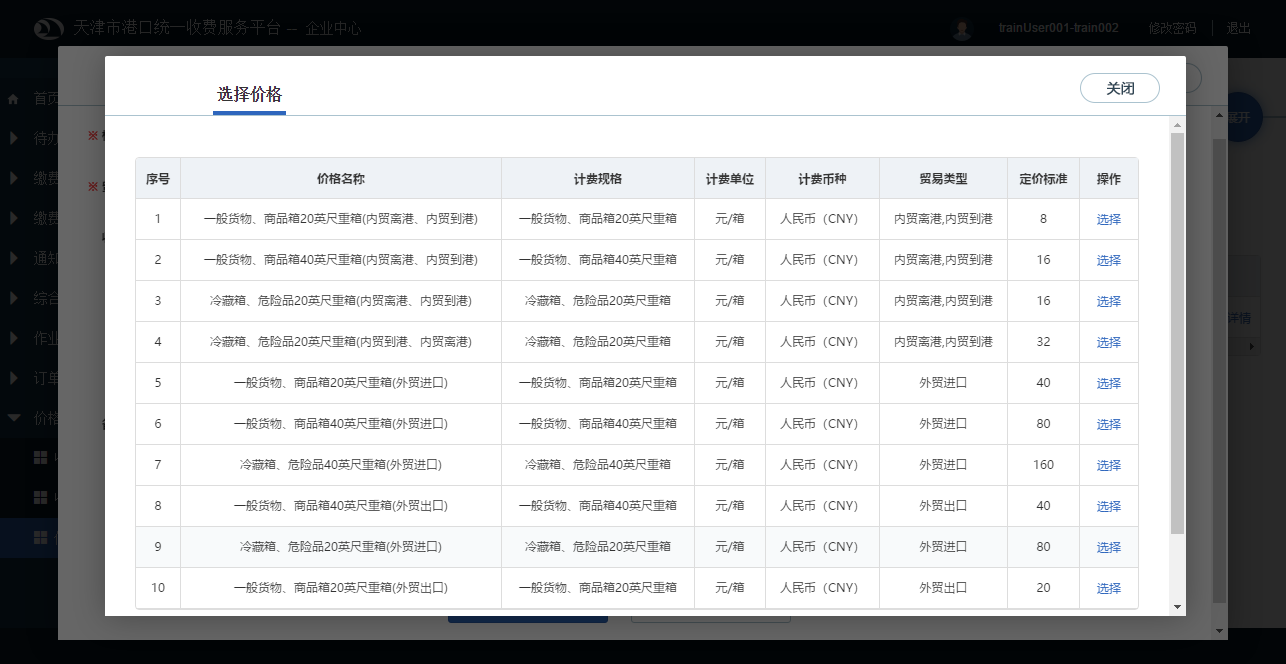 天津市港口统一收费服务平台 — 企业中心
trainUser001-train002 修改密码 退出
选择价格 关闭
首页
待办
缴费
缴费
通知
综合
作业
订单
价格
展开
详情
序号 价格名称 计费规格 计费单位 计费币种 贸易类型 定价标准 操作
1 一般货物、商品箱20英尺重箱(内贸离港、内贸到港) 一般货物、商品箱20英尺重箱 元/箱 人民币（CNY） 内贸离港,内贸到港 8 选择
2 一般货物、商品箱40英尺重箱(内贸离港、内贸到港) 一般货物、商品箱40英尺重箱 元/箱 人民币（CNY） 内贸离港,内贸到港 16 选择
3 冷藏箱、危险品20英尺重箱(内贸离港、内贸到港) 冷藏箱、危险品20英尺重箱 元/箱 人民币（CNY） 内贸离港,内贸到港 16 选择
4 冷藏箱、危险品20英尺重箱(内贸到港、内贸离港) 冷藏箱、危险品20英尺重箱 元/箱 人民币（CNY） 内贸离港,内贸到港 32 选择
5 一般货物、商品箱20英尺重箱(外贸进口) 一般货物、商品箱20英尺重箱 元/箱 人民币（CNY） 外贸进口 40 选择
6 一般货物、商品箱40英尺重箱(外贸进口) 一般货物、商品箱40英尺重箱 元/箱 人民币（CNY） 外贸进口 80 选择
7 冷藏箱、危险品40英尺重箱(外贸进口) 冷藏箱、危险品40英尺重箱 元/箱 人民币（CNY） 外贸进口 160 选择
8 一般货物、商品箱40英尺重箱(外贸出口) 一般货物、商品箱40英尺重箱 元/箱 人民币（CNY） 外贸出口 40 选择
9 冷藏箱、危险品20英尺重箱(外贸进口) 冷藏箱、危险品20英尺重箱 元/箱 人民币（CNY） 外贸进口 80 选择
10 一般货物、商品箱20英尺重箱(外贸出口) 一般货物、商品箱20英尺重箱 元/箱 人民币（CNY） 外贸出口 20 选择